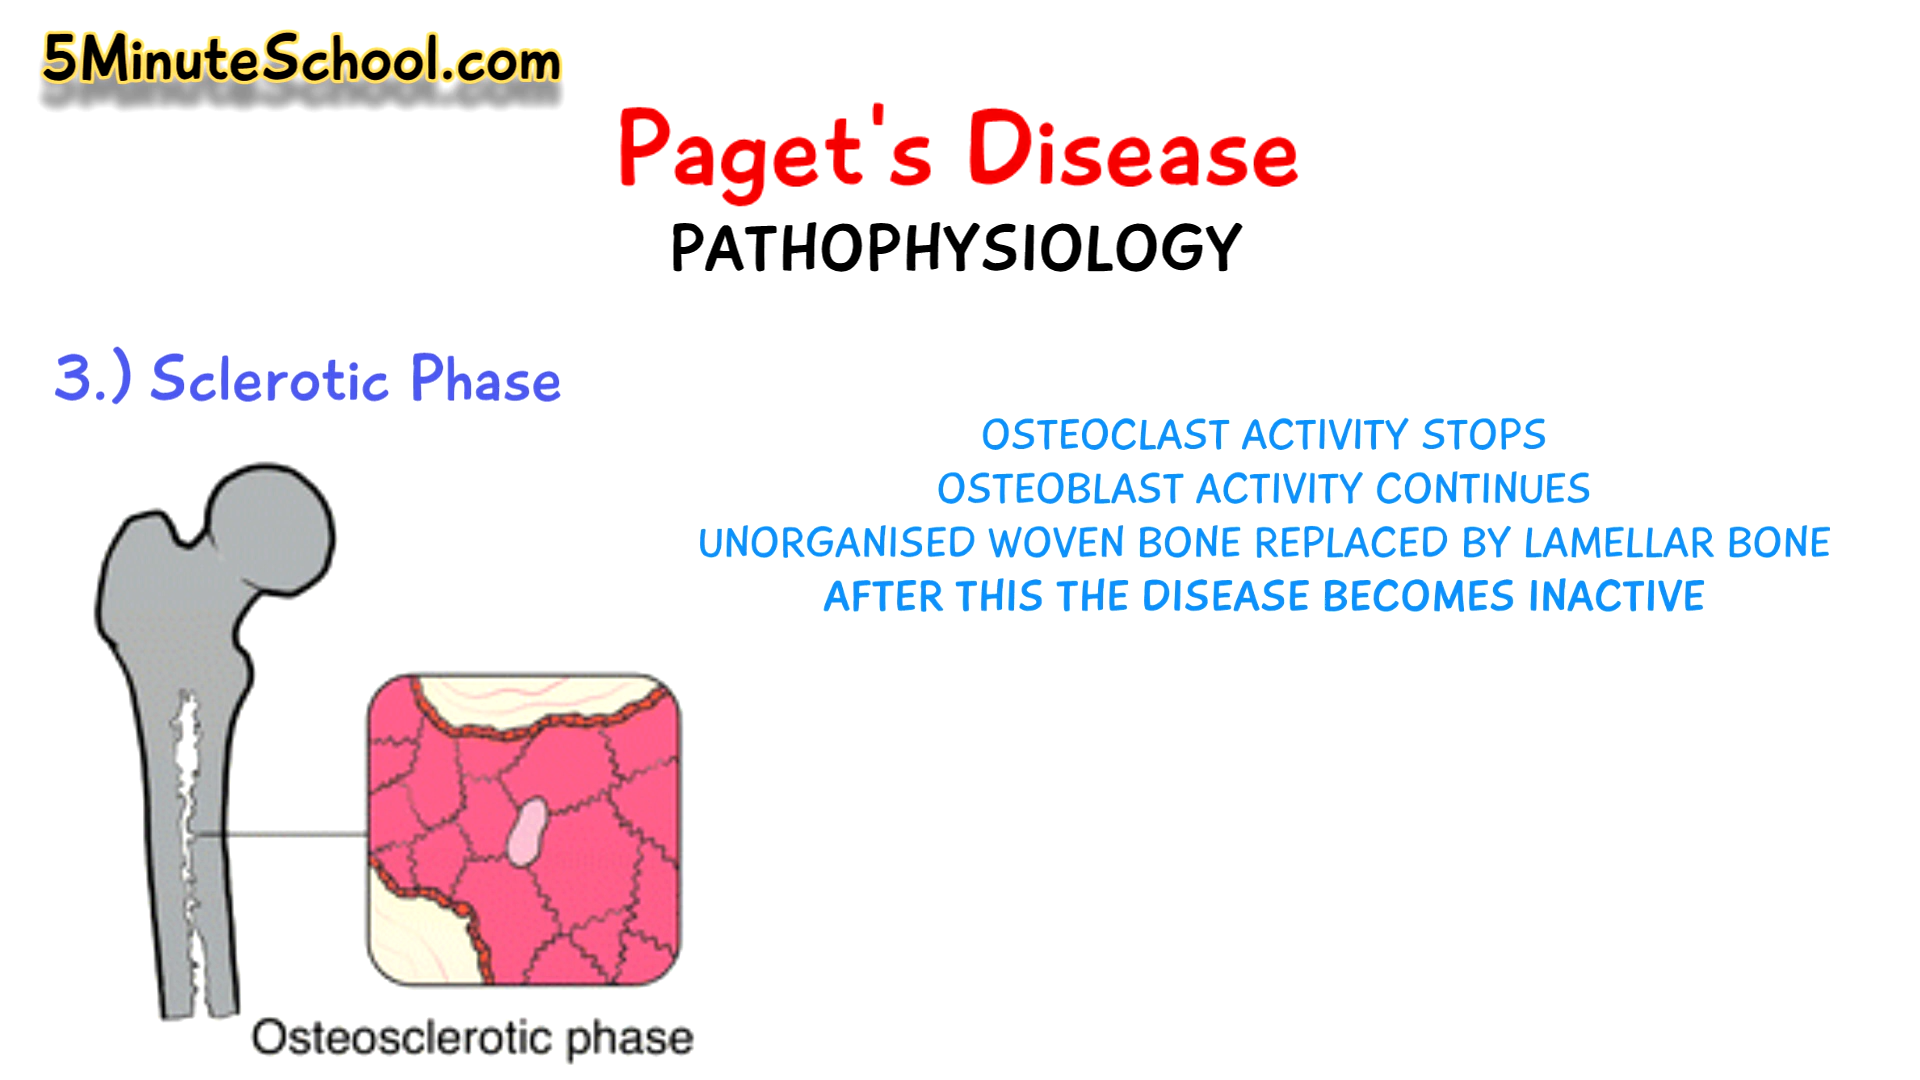 5MinuteSchool.com
Paget's Disease
PATHOPHYSIOLOGY
3.) Sclerotic Phase
OSTEOCLAST ACTIVITY STOPS
OSTEOBLAST ACTIVITY CONTINUES
UNORGANISED WOVEN BONE REPLACED BY LAMELLAR BONE
AFTER THIS THE DISEASE BECOMES INACTIVE
Osteosclerotic phase